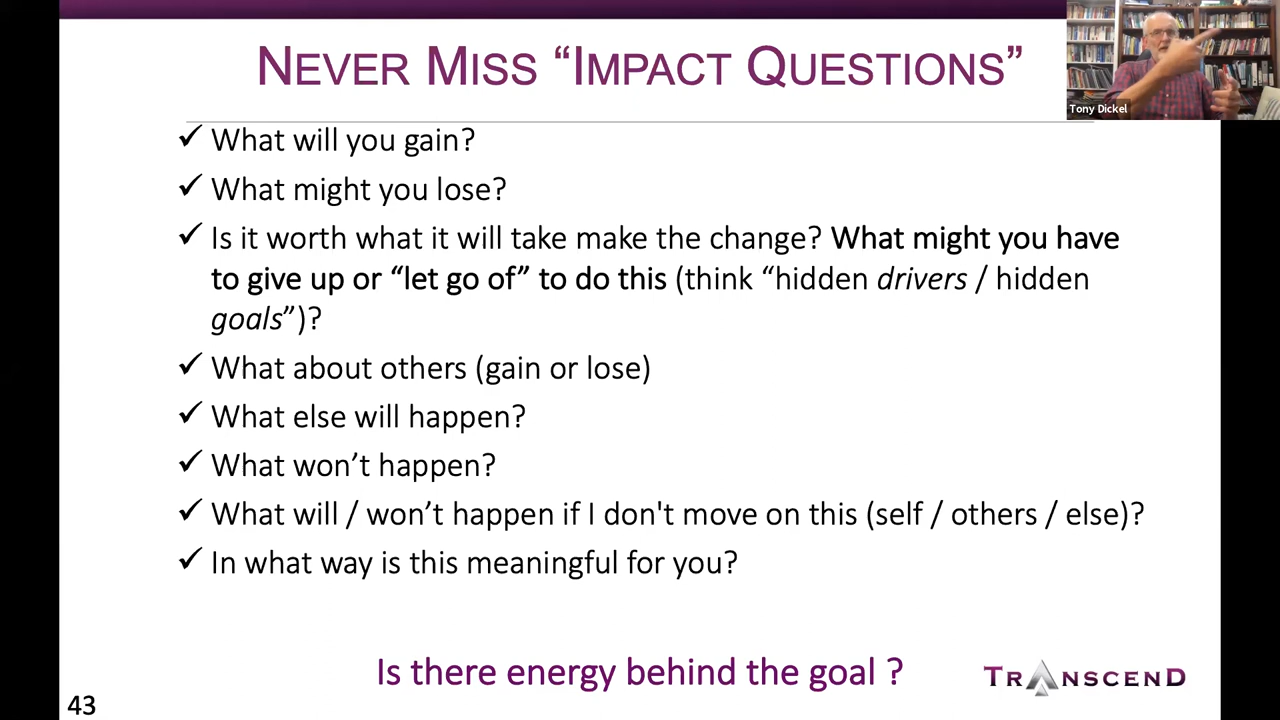 NEVER MISS “IMPACT QUESTIONS”
Tony Dickel
✓ What will you gain?
✓ What might you lose?
✓ Is it worth what it will take make the change? What might you have
to give up or “let go of” to do this (think “hidden drivers / hidden
goals”)?
✓ What about others (gain or lose)
✓ What else will happen?
✓ What won’t happen?
✓ What will / won’t happen if I don't move on this (self / others / else)?
✓ In what way is this meaningful for you?
Is there energy behind the goal ?
TRANSCEND
43